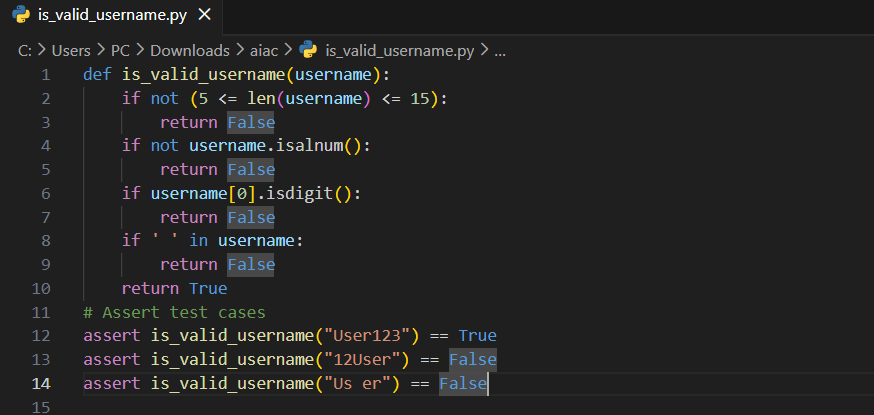 is_valid_username.py ×
C: > Users > PC > Downloads > aiac > is_valid_username.py > ...
1 def is_valid_username(username):
2     if not (5 <= len(username) <= 15):
3         return False
4     if not username.isalnum():
5         return False
6     if username[0].isdigit():
7         return False
8     if ' ' in username:
9         return False
10     return True
11 # Assert test cases
12 assert is_valid_username("User123") == True
13 assert is_valid_username("12User") == False
14 assert is_valid_username("Us er") == False
15